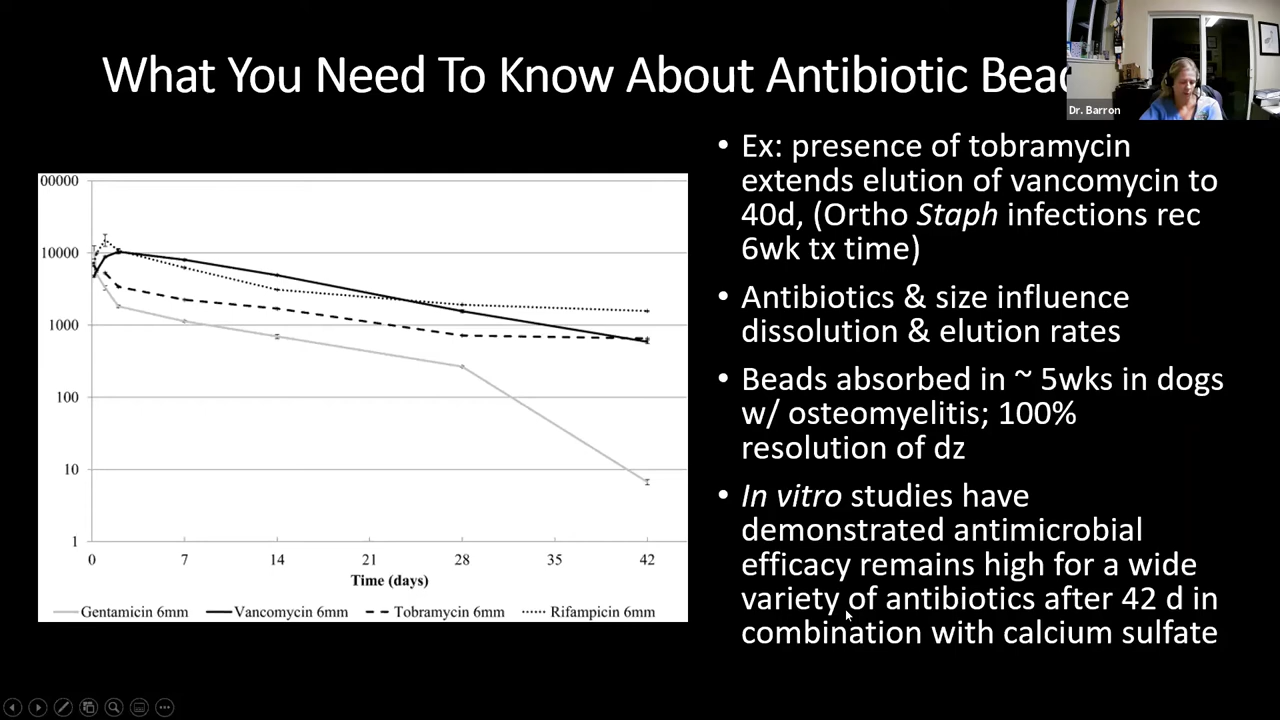 What You Need To Know About Antibiotic Bead
Dr. Barron
00000
10000
1000
100
10
1
0 7 14 21 28 35 42
Time (days)
Gentamicin 6mm Vancomycin 6mm Tobramycin 6mm Rifampicin 6mm
• Ex: presence of tobramycin
extends elution of vancomycin to
40d, (Ortho Staph infections rec
6wk tx time)
• Antibiotics & size influence
dissolution & elution rates
• Beads absorbed in ~ 5wks in dogs
w/ osteomyelitis; 100%
resolution of dz
• In vitro studies have
demonstrated antimicrobial
efficacy remains high for a wide
variety of antibiotics after 42 d in
combination with calcium sulfate